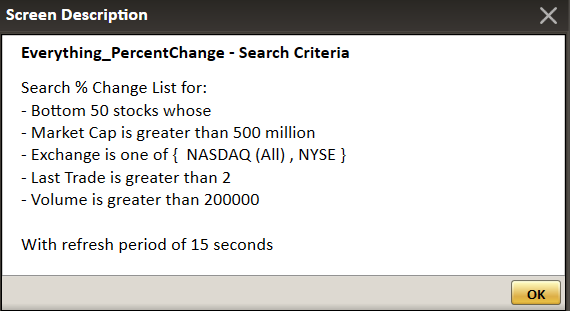 Screen Description
Everything_PercentChange - Search Criteria
Search % Change List for:
- Bottom 50 stocks whose
- Market Cap is greater than 500 million
- Exchange is one of {  NASDAQ (All) , NYSE }
- Last Trade is greater than 2
- Volume is greater than 200000
With refresh period of 15 seconds
OK